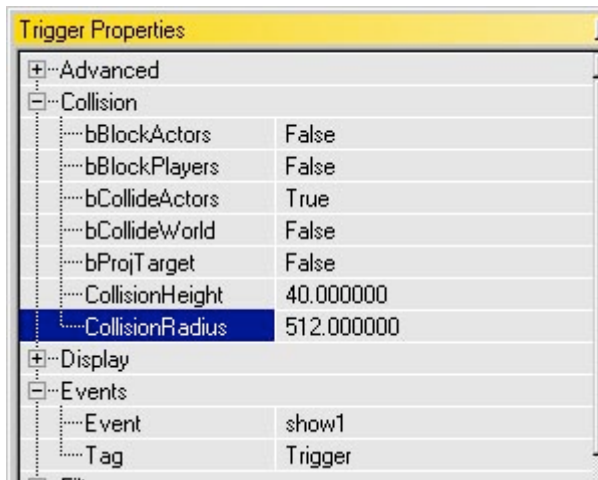 Trigger Properties
Advanced
Collision
bBlockActors False
bBlockPlayers False
bCollideActors True
bCollideWorld False
bProjTarget False
CollisionHeight 40.000000
CollisionRadius 512.000000
Display
Events
Event show1
Tag Trigger